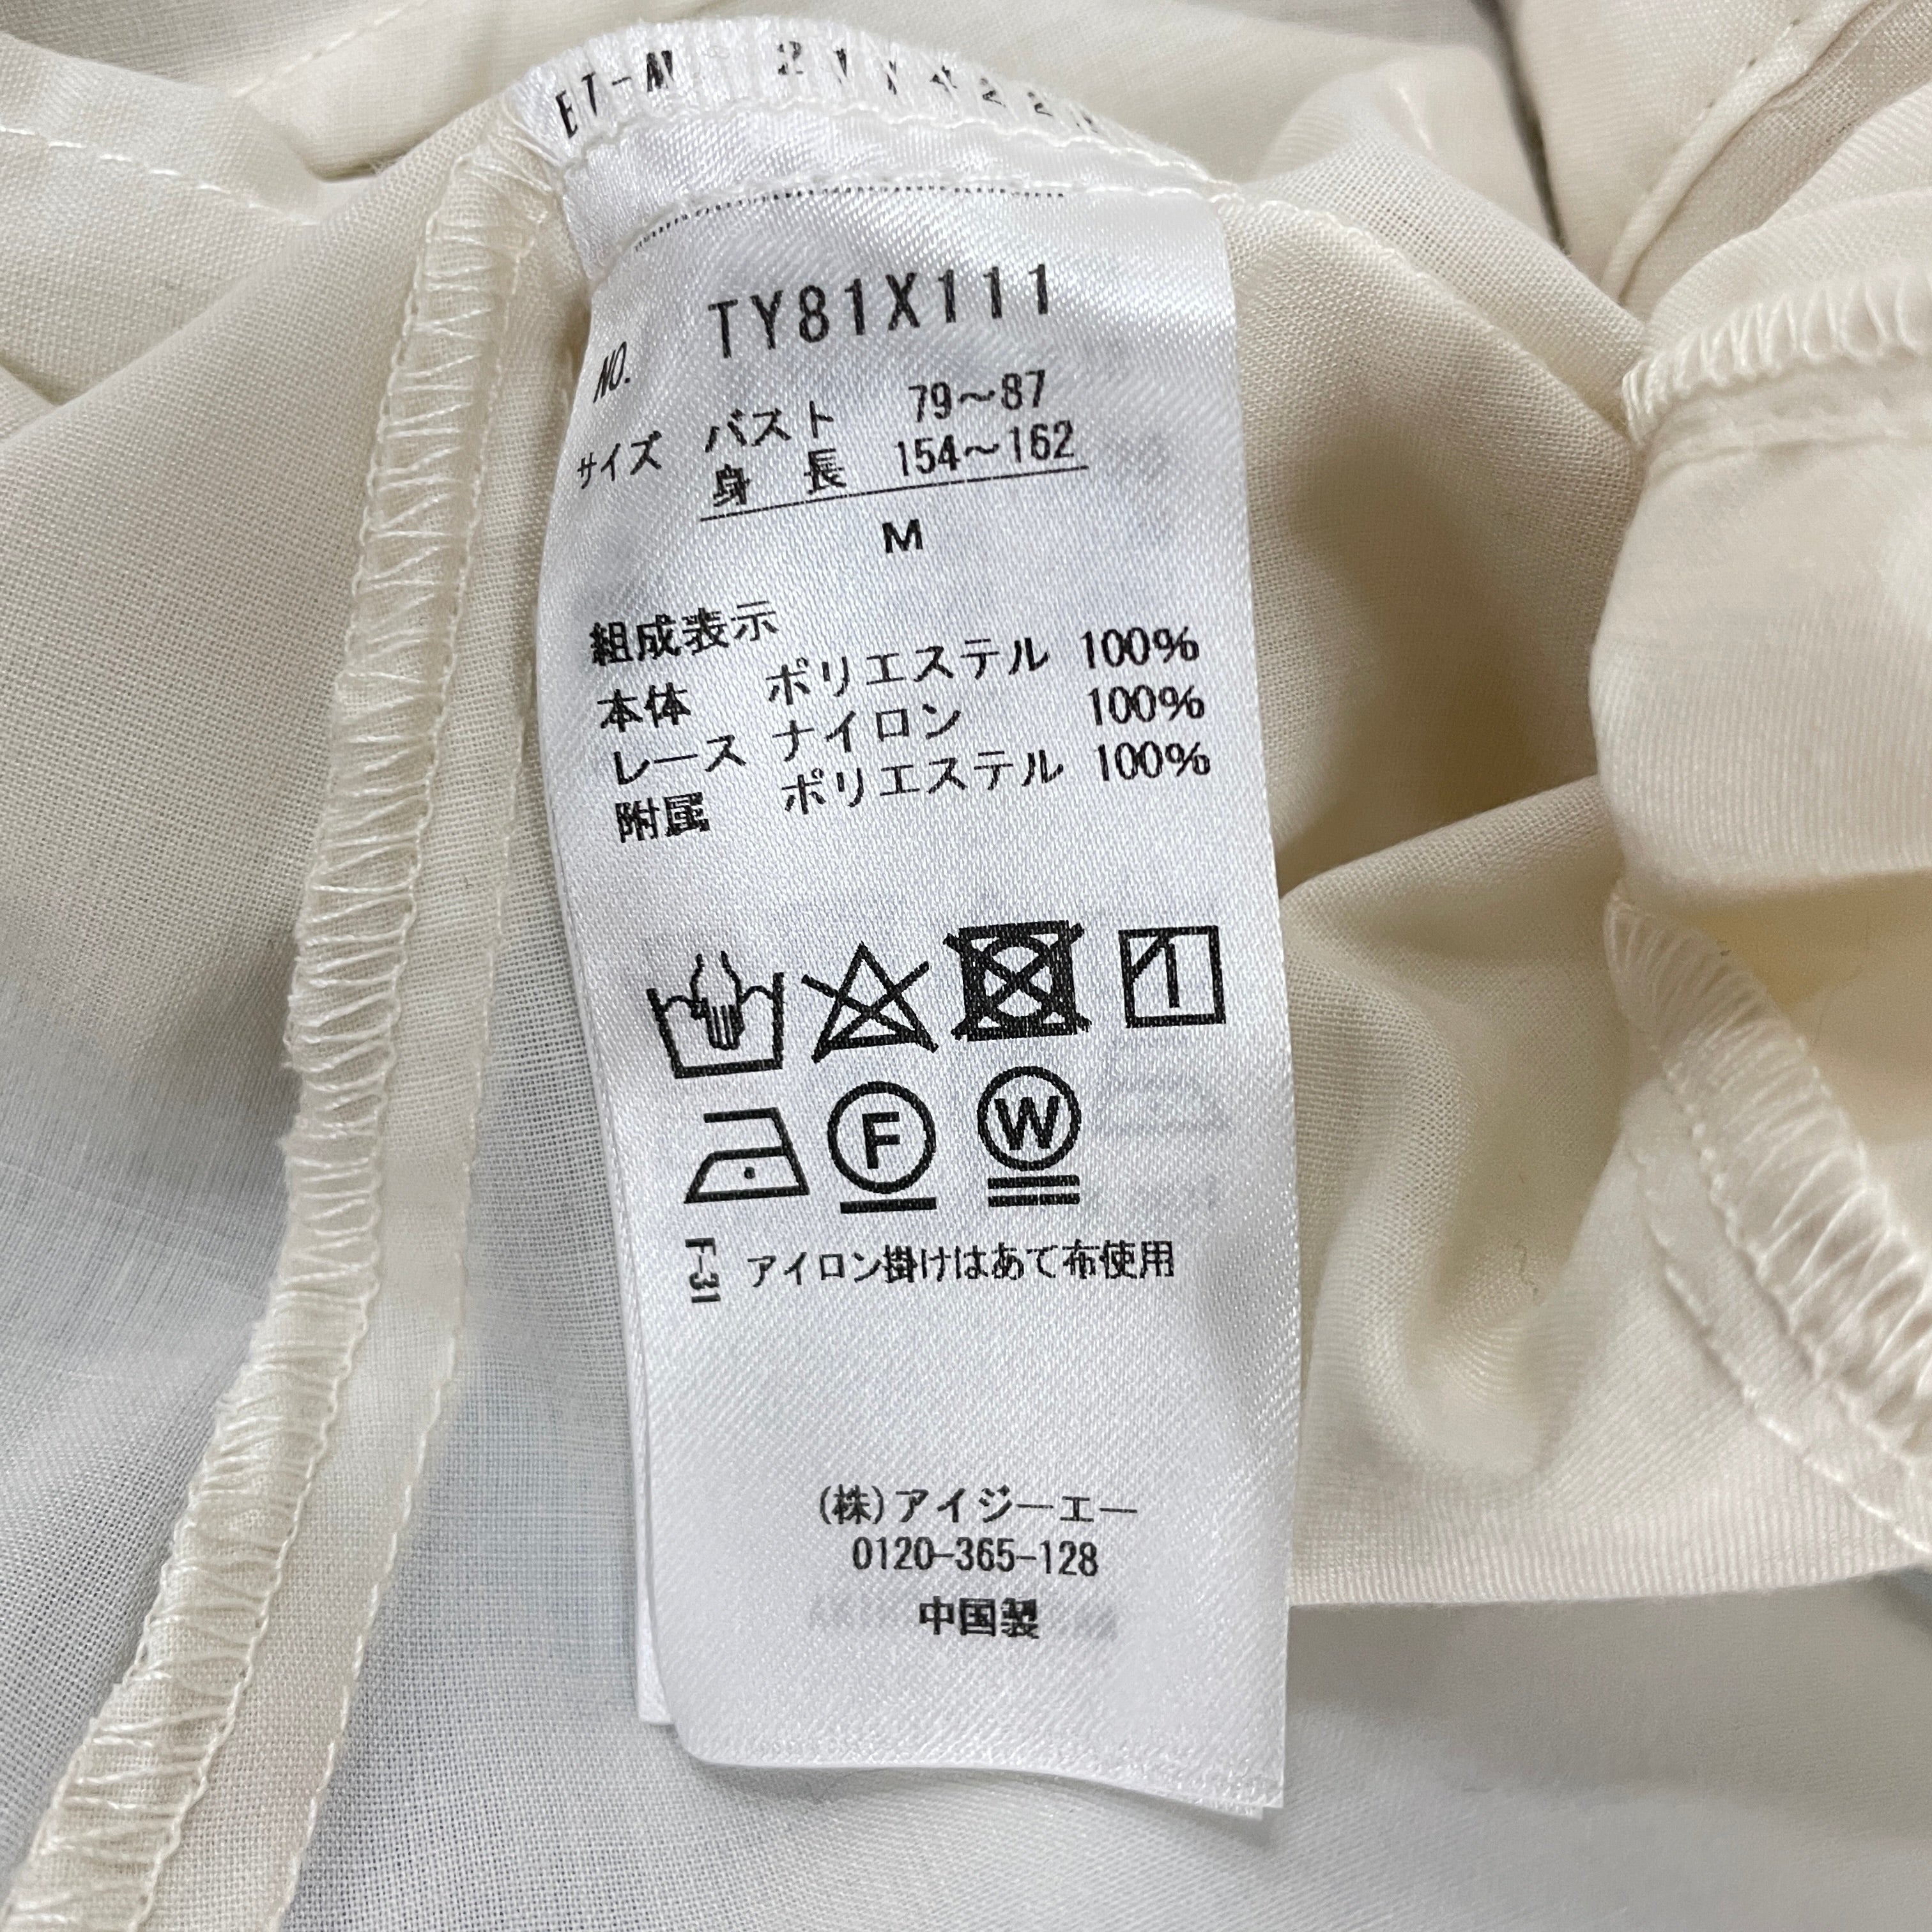 NO. TY81X111
サイズ バスト 79～87
身 長 154～162
M
組成表示
本体 ポリエステル 100%
レース ナイロン 100%
附属 ポリエステル 100%
F
W
F-31 アイロン掛けはあて布使用
(株)アイジーエー
0120-365-128
中国製